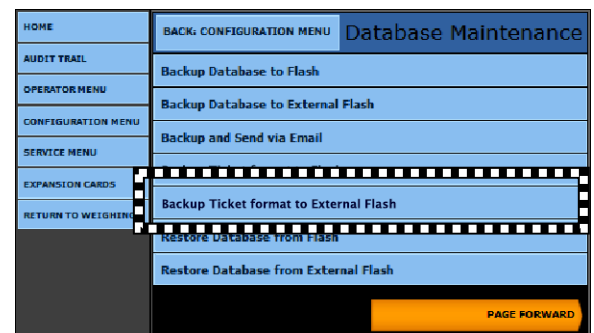 HOME
AUDIT TRAIL
OPERATOR MENU
CONFIGURATION MENU
SERVICE MENU
EXPANSION CARDS
RETURN TO WEIGHING
BACK: CONFIGURATION MENU
Database Maintenance
Backup Database to Flash
Backup Database to External Flash
Backup and Send via Email
Backup Ticket format to External Flash
Restore Database from Flash
Restore Database from External Flash
PAGE FORWARD